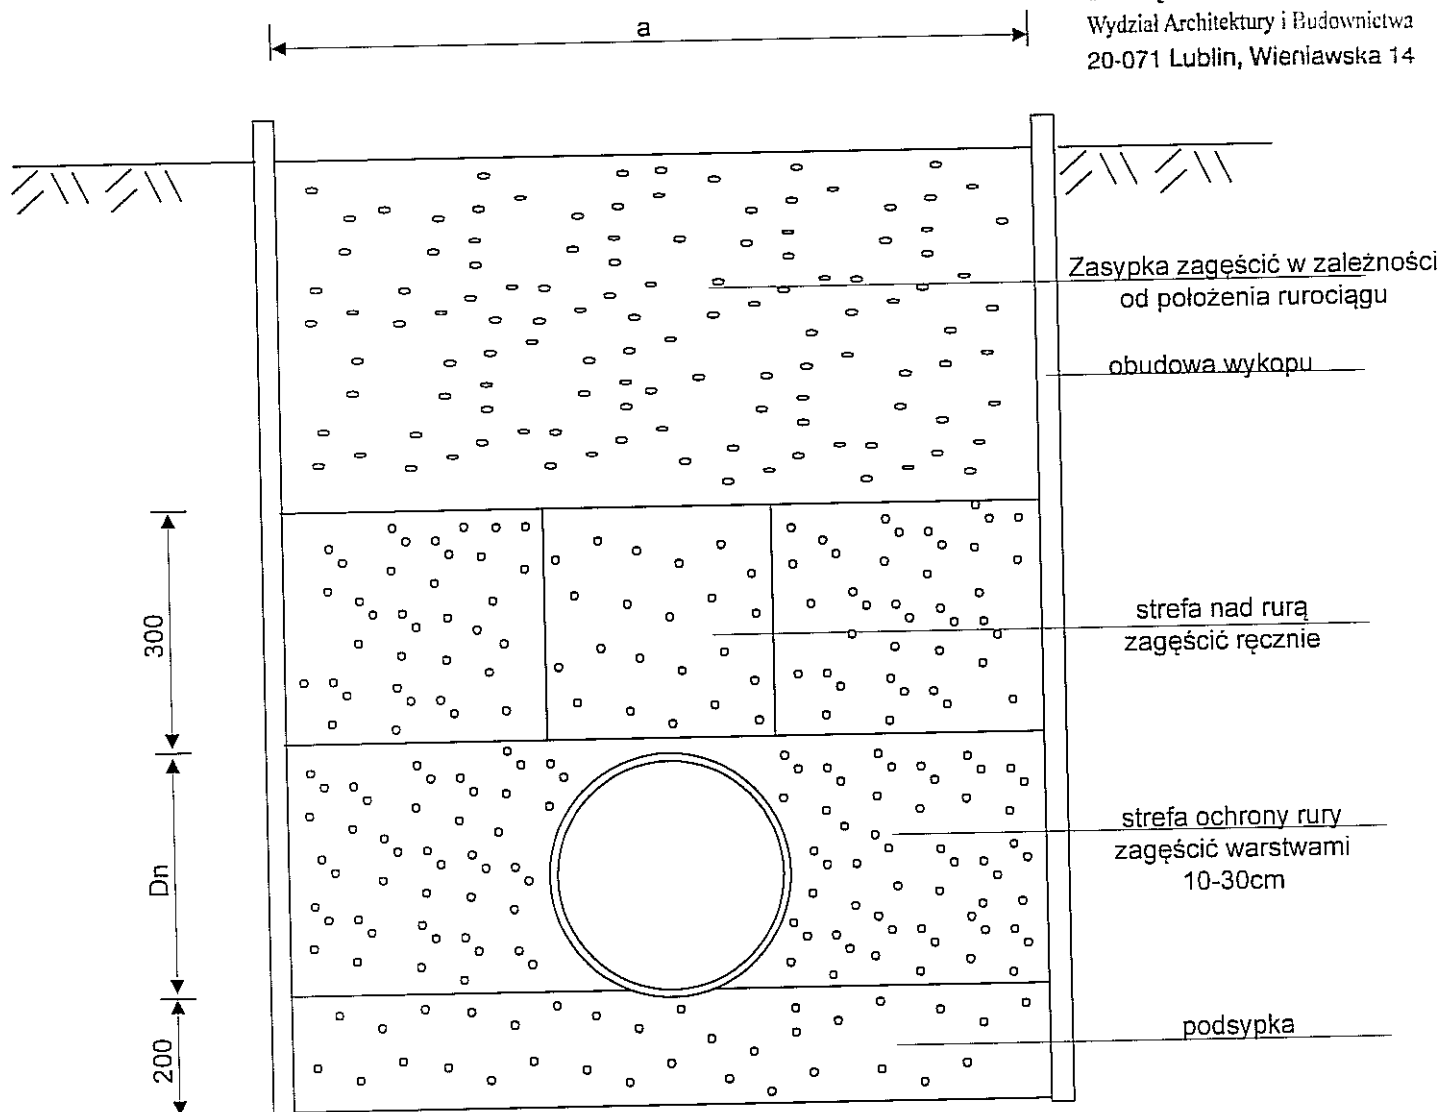 a
Wydział Architektury i Budownictwa
20-071 Lublin, Wieniawska 14
Zasypka zagęścić w zależności
od położenia rurociągu
obudowa wykopu
300
strefa nad rurą
zagęścić ręcznie
Dn
strefa ochrony rury
zagęścić warstwami
10-30cm
200
podsypka